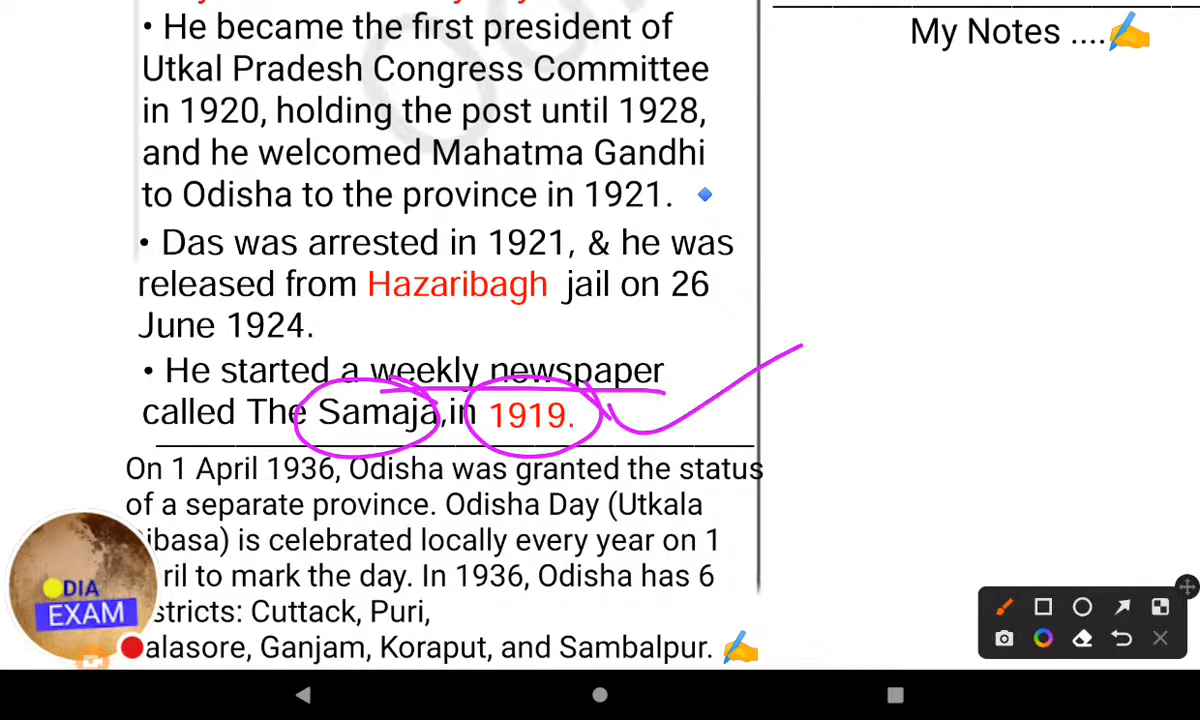 • He became the first president of
Utkal Pradesh Congress Committee
in 1920, holding the post until 1928,
and he welcomed Mahatma Gandhi
to Odisha to the province in 1921. 🔹
• Das was arrested in 1921, & he was
released from Hazaribagh jail on 26
June 1924.
• He started a weekly newspaper
called The Samaja,in 1919.
On 1 April 1936, Odisha was granted the status
of a separate province. Odisha Day (Utkala
ibasa) is celebrated locally every year on 1
ril to mark the day. In 1936, Odisha has 6
stricts: Cuttack, Puri,
alasore, Ganjam, Koraput, and Sambalpur. ✍️
My Notes ....✍️
ODIA
EXAM